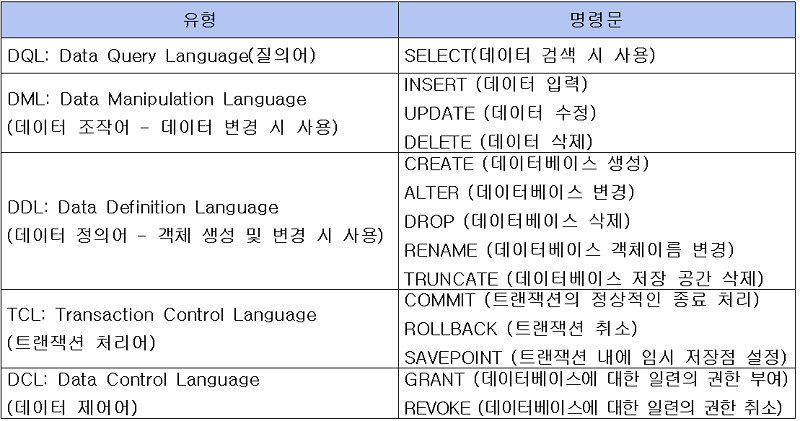 유형
명령문
DQL: Data Query Language(질의어)
SELECT(데이터 검색 시 사용)
DML: Data Manipulation Language
(데이터 조작어 - 데이터 변경 시 사용)
INSERT (데이터 입력)
UPDATE (데이터 수정)
DELETE (데이터 삭제)
DDL: Data Definition Language
(데이터 정의어 - 객체 생성 및 변경 시 사용)
CREATE (데이터베이스 생성)
ALTER (데이터베이스 변경)
DROP (데이터베이스 삭제)
RENAME (데이터베이스 객체이름 변경)
TRUNCATE (데이터베이스 저장 공간 삭제)
TCL: Transaction Control Language
(트랜잭션 처리어)
COMMIT (트랜잭션의 정상적인 종료 처리)
ROLLBACK (트랜잭션 취소)
SAVEPOINT (트랜잭션 내에 임시 저장점 설정)
DCL: Data Control Language
(데이터 제어어)
GRANT (데이터베이스에 대한 일련의 권한 부여)
REVOKE (데이터베이스에 대한 일련의 권한 취소)